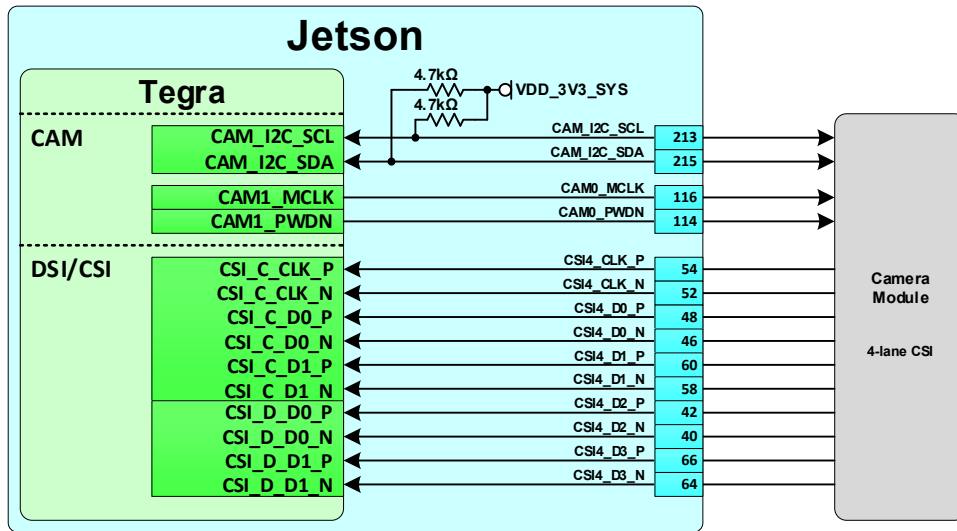 Jetson
Tegra
4.7kΩ
VDD_3V3_SYS
4.7kΩ
CAM
CAM_I2C_SCL
CAM_I2C_SCL
213
CAM_I2C_SDA
CAM_I2C_SDA
215
CAM1_MCLK
CAM0_MCLK
116
CAM1_PWDN
CAM0_PWDN
114
DSI/CSI
CSI_C_CLK_P
CSI4_CLK_P
54
CSI_C_CLK_N
CSI4_CLK_N
52
CSI_C_D0_P
CSI4_D0_P
48
CSI_C_D0_N
CSI4_D0_N
46
CSI_C_D1_P
CSI4_D1_P
60
CSI_C_D1_N
CSI4_D1_N
58
CSI_D_D0_P
CSI4_D2_P
42
CSI_D_D0_N
CSI4_D2_N
40
CSI_D_D1_P
CSI4_D3_P
66
CSI_D_D1_N
CSI4_D3_N
64
Camera
Module
4-lane CSI